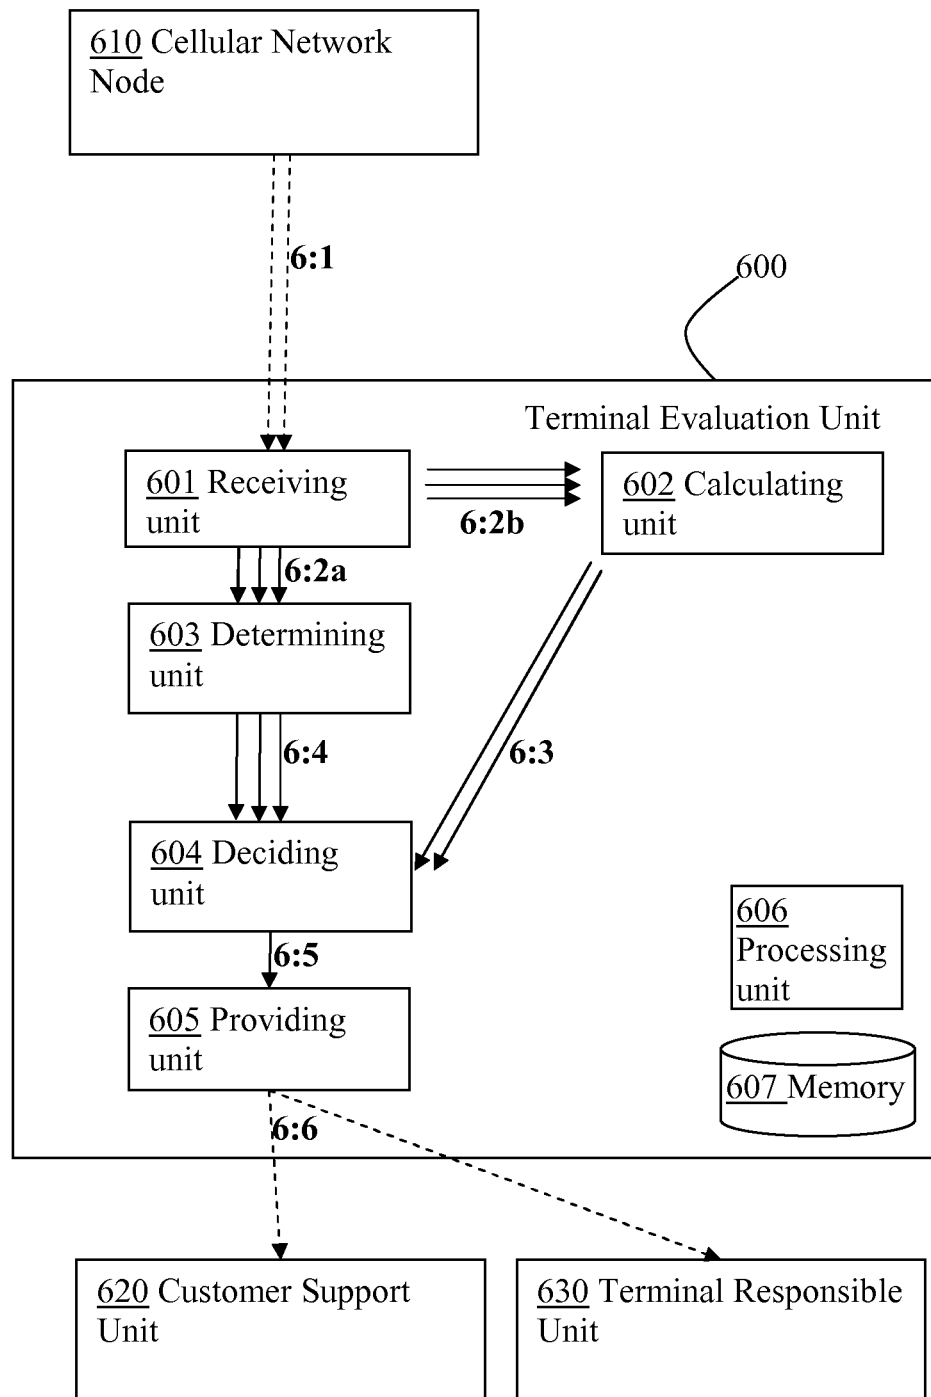 610 Cellular Network
Node
6:1
600
Terminal Evaluation Unit
601 Receiving
unit
6:2b
602 Calculating
unit
6:2a
603 Determining
unit
6:4
6:3
604 Deciding
unit
6:5
605 Providing
unit
606
Processing
unit
607 Memory
6:6
620 Customer Support
Unit
630 Terminal Responsible
Unit